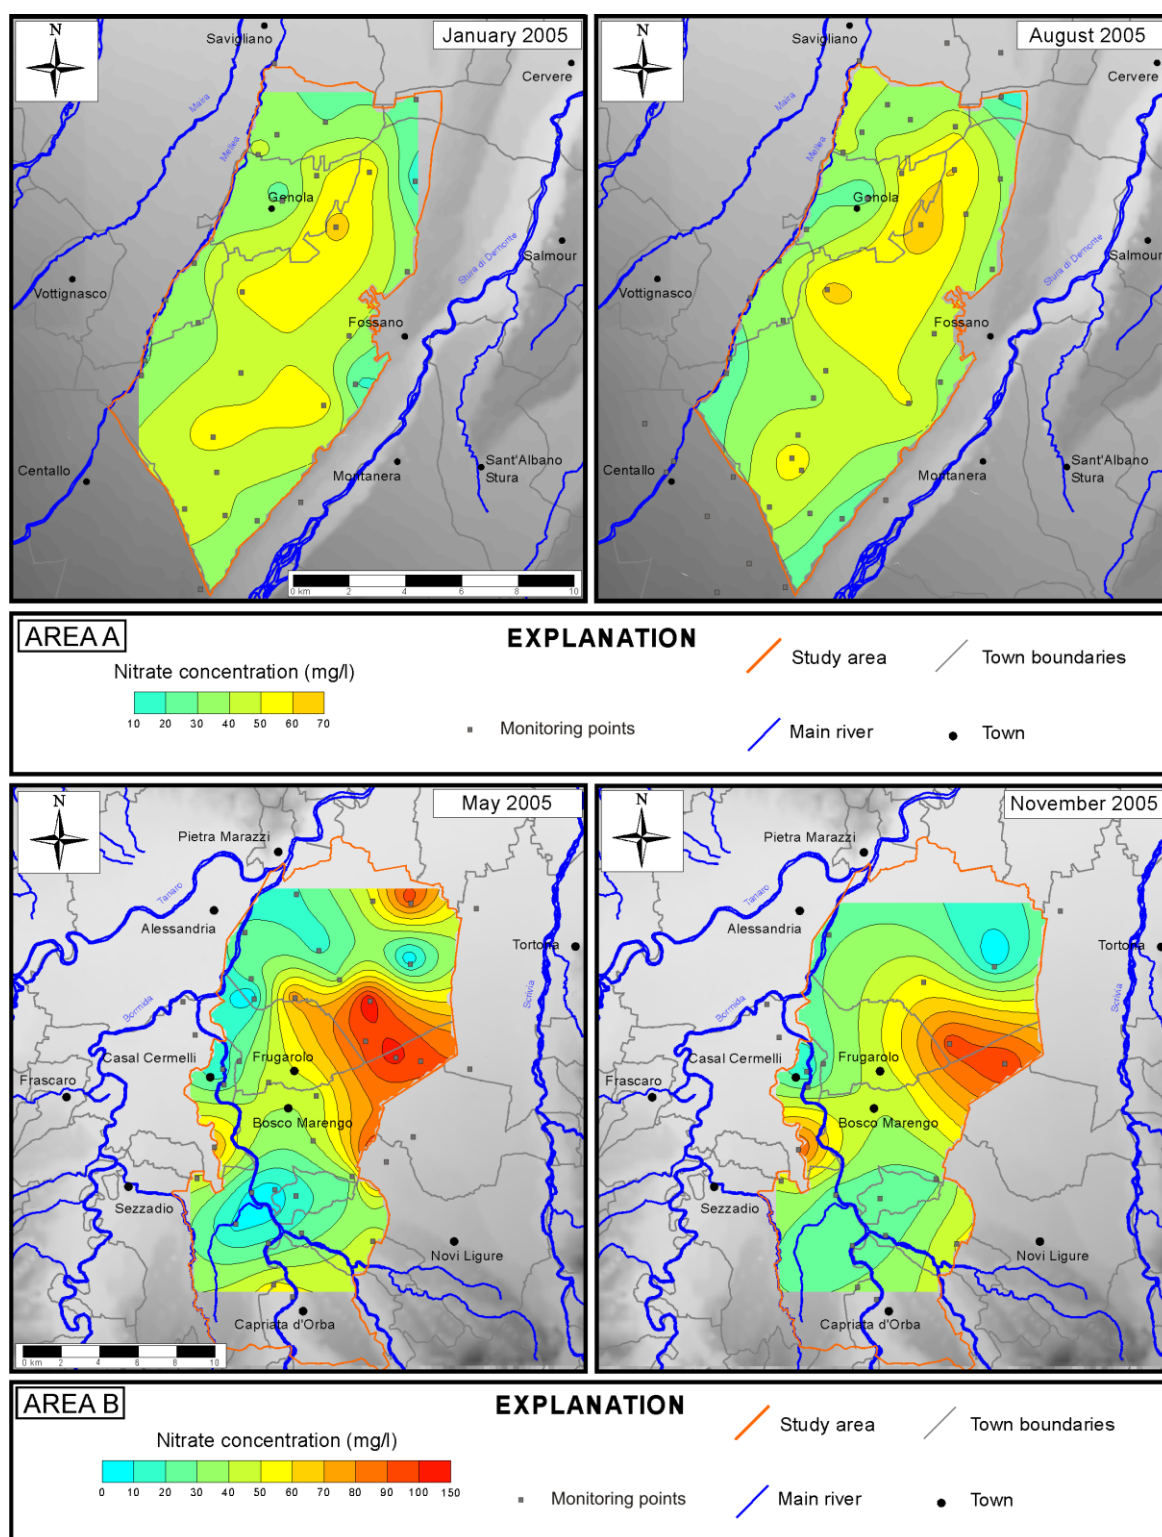 N
January 2005
Savigliano
Cervere
Maira
Mellea
Genola
Salmour
Stura di Demonte
Vottignasco
Fossano
Centallo
Montanera
Sant'Albano
Stura
0 km 2 4 6 8 10
N
August 2005
Savigliano
Cervere
Maira
Mellea
Genola
Salmour
Stura di Demonte
Vottignasco
Fossano
Centallo
Montanera
Sant'Albano
Stura
AREA A
EXPLANATION
Nitrate concentration (mg/l)
10 20 30 40 50 60 70
Monitoring points
Study area
Town boundaries
Main river
Town
N
May 2005
Pietra Marazzi
Tanaro
Alessandria
Tortona
Bormida
Scrivia
Casal Cermelli
Frugarolo
Frascaro
Bosco Marengo
Sezzadio
Novi Ligure
Capriata d'Orba
0 km 2 4 6 8 10
N
November 2005
Pietra Marazzi
Tanaro
Alessandria
Tortona
Bormida
Scrivia
Casal Cermelli
Frugarolo
Frascaro
Bosco Marengo
Sezzadio
Novi Ligure
Capriata d'Orba
AREA B
EXPLANATION
Nitrate concentration (mg/l)
0 10 20 30 40 50 60 70 80 90 100 150
Monitoring points
Study area
Town boundaries
Main river
Town